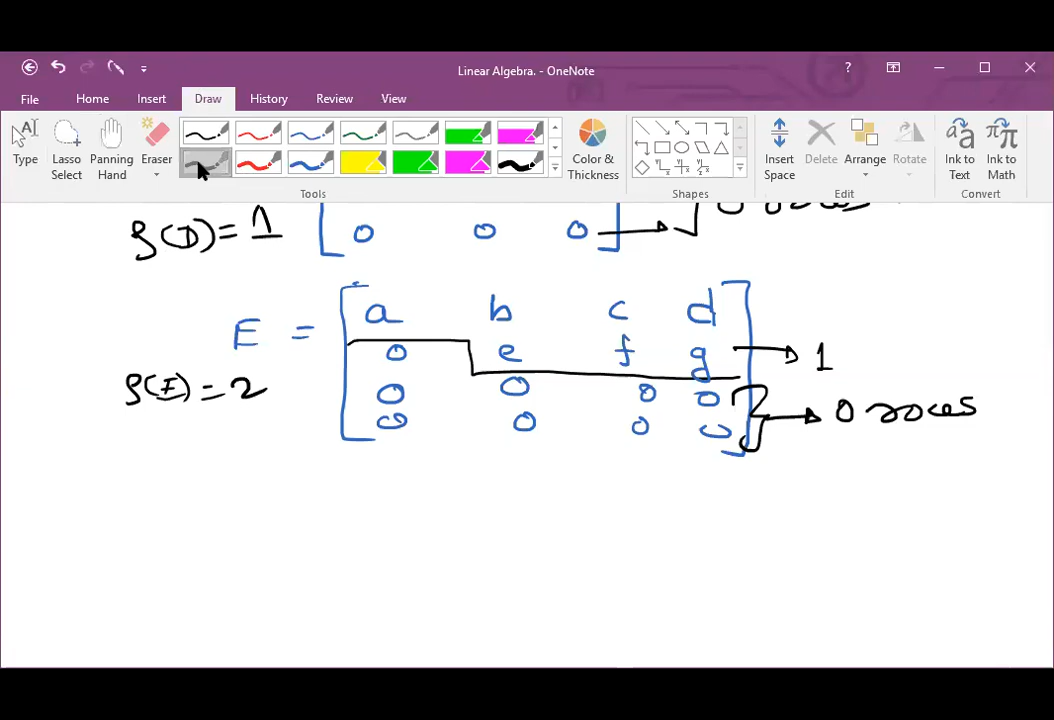 Linear Algebra. - OneNote
?
File Home Insert Draw History Review View
Type Lasso Select Panning Hand Eraser Color & Thickness Insert Space Delete Arrange Rotate Ink to Text Ink to Math
Tools Shapes Edit Convert
ρ(D) = 1 0 0 0
E = a b c d
0 e f g → 1
ρ(E) = 2 0 0 0 0
0 0 0 0 → 0 rows